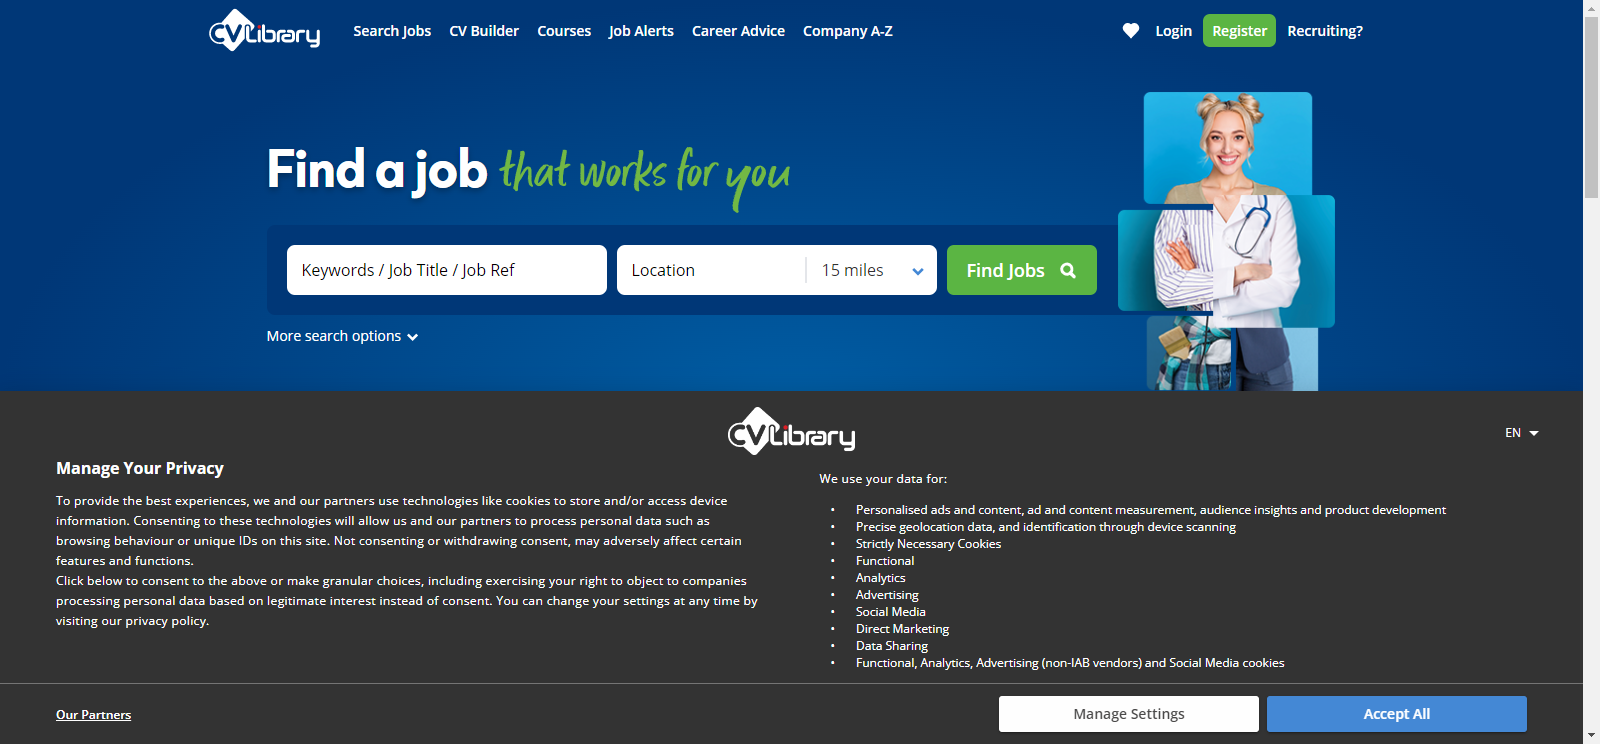 CVLibrary
Search Jobs
CV Builder
Courses
Job Alerts
Career Advice
Company A-Z
Login
Register
Recruiting?
Find a job that works for you
Keywords / Job Title / Job Ref
Location
15 miles
Find Jobs
More search options
CVLibrary
EN
Manage Your Privacy
To provide the best experiences, we and our partners use technologies like cookies to store and/or access device
information. Consenting to these technologies will allow us and our partners to process personal data such as
browsing behaviour or unique IDs on this site. Not consenting or withdrawing consent, may adversely affect certain
features and functions.
Click below to consent to the above or make granular choices, including exercising your right to object to companies
processing personal data based on legitimate interest instead of consent. You can change your settings at any time by
visiting our privacy policy.
We use your data for:
• Personalised ads and content, ad and content measurement, audience insights and product development
• Precise geolocation data, and identification through device scanning
• Strictly Necessary Cookies
• Functional
• Analytics
• Advertising
• Social Media
• Direct Marketing
• Data Sharing
• Functional, Analytics, Advertising (non-IAB vendors) and Social Media cookies
Our Partners
Manage Settings
Accept All